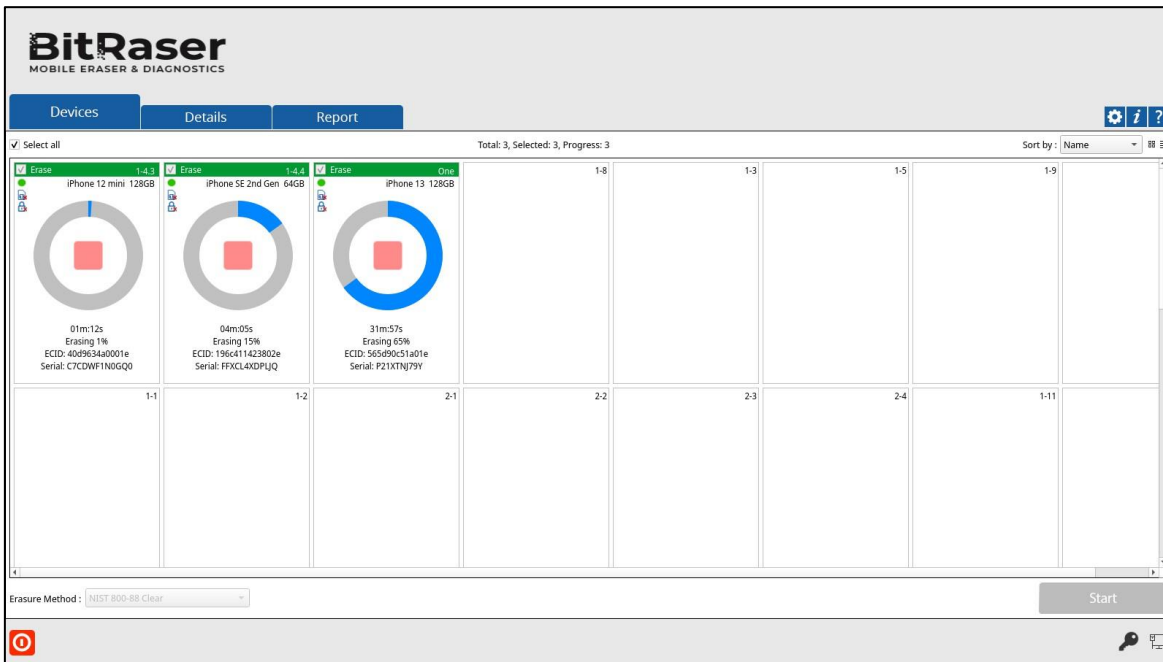 BitRaser
MOBILE ERASER & DIAGNOSTICS
Devices
Details
Report
i
?
Select all
Total: 3, Selected: 3, Progress: 3
Sort by : Name
Erase 1-4.3
iPhone 12 mini 128GB
01m:12s
Erasing 1%
ECID: 40d9634a0001e
Serial: C7CDWF1N0GQ0
Erase 1-4.4
iPhone SE 2nd Gen 64GB
04m:05s
Erasing 15%
ECID: 196c411423802e
Serial: FFXCL4XDPLJQ
Erase One
iPhone 13 128GB
31m:57s
Erasing 65%
ECID: 565d90c51a01e
Serial: P21XTNJ79Y
1-8
1-3
1-5
1-9
1-1
1-2
2-1
2-2
2-3
2-4
1-11
Erasure Method : NIST 800-88 Clear
Start